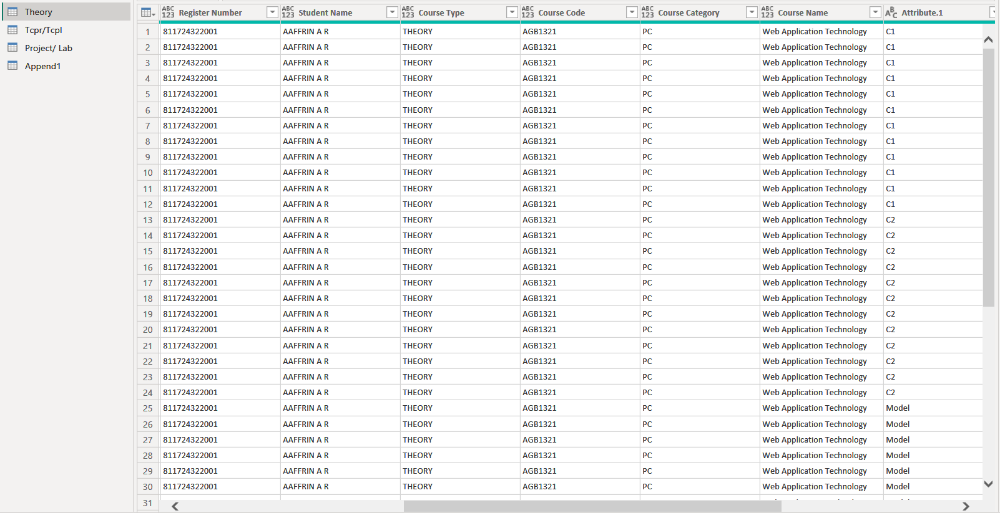 Theory
Tcpr/Tcpl
Project/ Lab
Append1
ABC 123 Register Number ABC 123 Student Name ABC 123 Course Type ABC 123 Course Code ABC 123 Course Category ABC 123 Course Name ABC Attribute.1
1 811724322001 AAFFRIN A R THEORY AGB1321 PC Web Application Technology C1
2 811724322001 AAFFRIN A R THEORY AGB1321 PC Web Application Technology C1
3 811724322001 AAFFRIN A R THEORY AGB1321 PC Web Application Technology C1
4 811724322001 AAFFRIN A R THEORY AGB1321 PC Web Application Technology C1
5 811724322001 AAFFRIN A R THEORY AGB1321 PC Web Application Technology C1
6 811724322001 AAFFRIN A R THEORY AGB1321 PC Web Application Technology C1
7 811724322001 AAFFRIN A R THEORY AGB1321 PC Web Application Technology C1
8 811724322001 AAFFRIN A R THEORY AGB1321 PC Web Application Technology C1
9 811724322001 AAFFRIN A R THEORY AGB1321 PC Web Application Technology C1
10 811724322001 AAFFRIN A R THEORY AGB1321 PC Web Application Technology C1
11 811724322001 AAFFRIN A R THEORY AGB1321 PC Web Application Technology C1
12 811724322001 AAFFRIN A R THEORY AGB1321 PC Web Application Technology C1
13 811724322001 AAFFRIN A R THEORY AGB1321 PC Web Application Technology C2
14 811724322001 AAFFRIN A R THEORY AGB1321 PC Web Application Technology C2
15 811724322001 AAFFRIN A R THEORY AGB1321 PC Web Application Technology C2
16 811724322001 AAFFRIN A R THEORY AGB1321 PC Web Application Technology C2
17 811724322001 AAFFRIN A R THEORY AGB1321 PC Web Application Technology C2
18 811724322001 AAFFRIN A R THEORY AGB1321 PC Web Application Technology C2
19 811724322001 AAFFRIN A R THEORY AGB1321 PC Web Application Technology C2
20 811724322001 AAFFRIN A R THEORY AGB1321 PC Web Application Technology C2
21 811724322001 AAFFRIN A R THEORY AGB1321 PC Web Application Technology C2
22 811724322001 AAFFRIN A R THEORY AGB1321 PC Web Application Technology C2
23 811724322001 AAFFRIN A R THEORY AGB1321 PC Web Application Technology C2
24 811724322001 AAFFRIN A R THEORY AGB1321 PC Web Application Technology C2
25 811724322001 AAFFRIN A R THEORY AGB1321 PC Web Application Technology Model
26 811724322001 AAFFRIN A R THEORY AGB1321 PC Web Application Technology Model
27 811724322001 AAFFRIN A R THEORY AGB1321 PC Web Application Technology Model
28 811724322001 AAFFRIN A R THEORY AGB1321 PC Web Application Technology Model
29 811724322001 AAFFRIN A R THEORY AGB1321 PC Web Application Technology Model
30 811724322001 AAFFRIN A R THEORY AGB1321 PC Web Application Technology Model
31